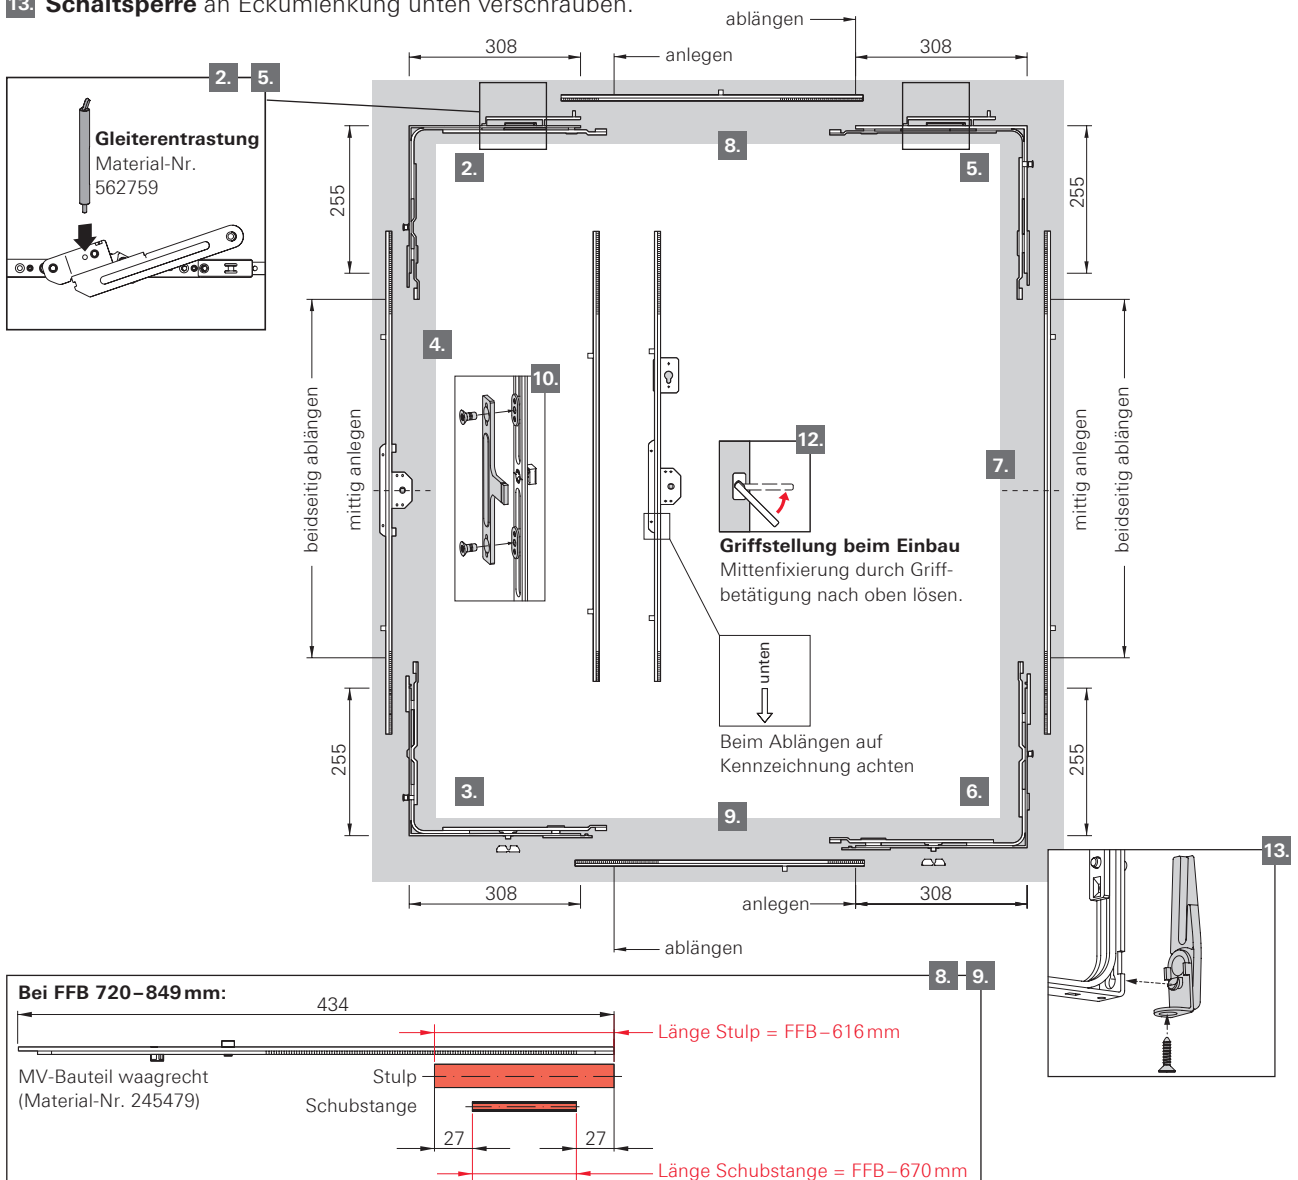 13. Schaltsperre an Eckumlenkung unten verschrauben.
ablängen
308
anlegen
308
2. 5.
Gleiterentrastung
Material-Nr.
562759
2.
8.
5.
255
255
4.
10.
beidseitig ablängen
mittig anlegen
12.
7.
mittig anlegen
beidseitig ablängen
Griffstellung beim Einbau
Mittenfixierung durch Griff-
betätigung nach oben lösen.
unten
Beim Ablängen auf
Kennzeichnung achten
255
255
3.
6.
9.
13.
308
anlegen
308
ablängen
8. 9.
Bei FFB 720–849 mm:
434
Länge Stulp = FFB–616 mm
MV-Bauteil waagrecht
(Material-Nr. 245479)
Stulp
Schubstange
27
27
Länge Schubstange = FFB–670 mm